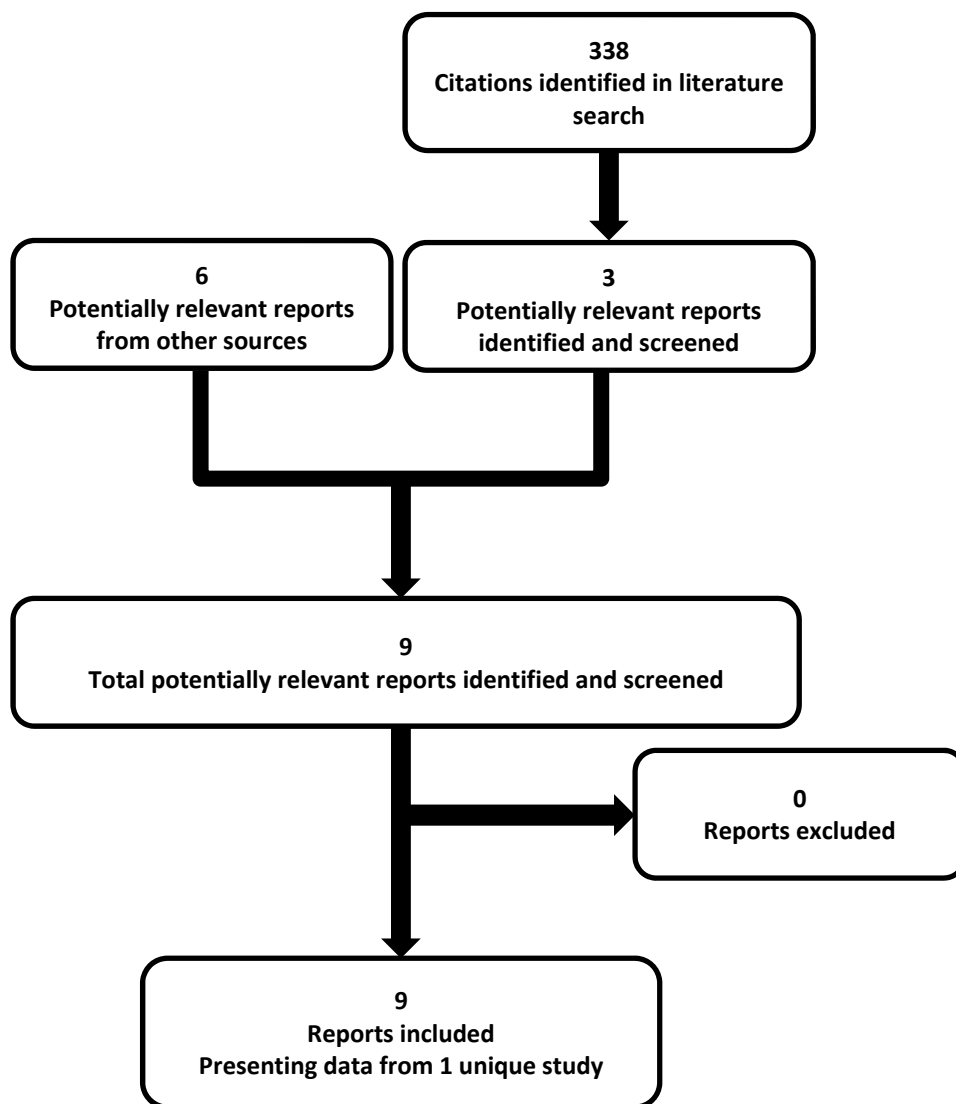 338
Citations identified in literature
search
6
Potentially relevant reports
from other sources
3
Potentially relevant reports
identified and screened
9
Total potentially relevant reports identified and screened
0
Reports excluded
9
Reports included
Presenting data from 1 unique study